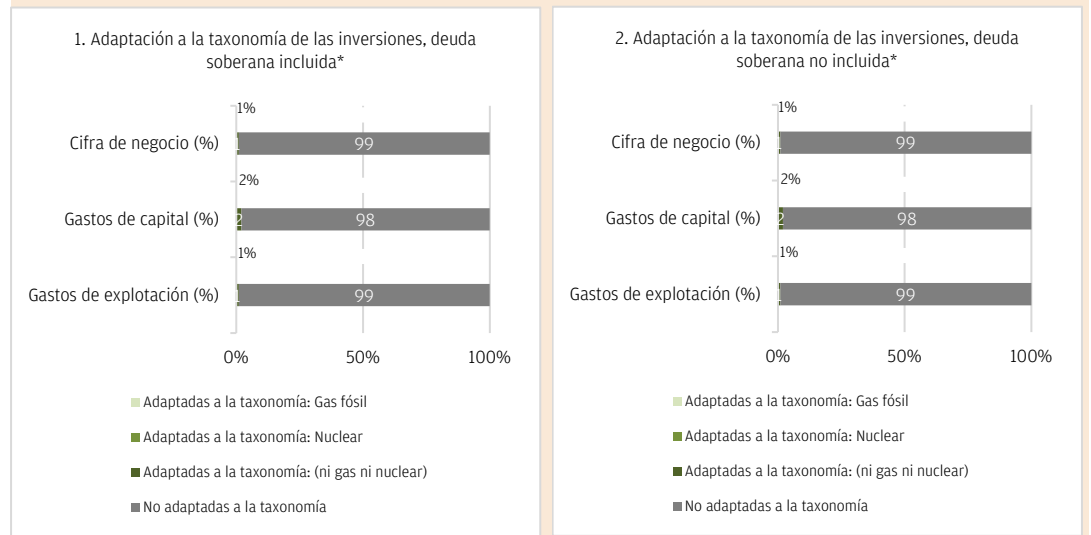 1. Adaptación a la taxonomía de las inversiones, deuda
soberana incluida*
1%
Cifra de negocio (%)
1
99
2%
Gastos de capital (%)
2
98
1%
Gastos de explotación (%)
1
99
0%
50%
100%
Adaptadas a la taxonomía: Gas fósil
Adaptadas a la taxonomía: Nuclear
Adaptadas a la taxonomía: (ni gas ni nuclear)
No adaptadas a la taxonomía
2. Adaptación a la taxonomía de las inversiones, deuda
soberana no incluida*
1%
Cifra de negocio (%)
1
99
2%
Gastos de capital (%)
2
98
1%
Gastos de explotación (%)
1
99
0%
50%
100%
Adaptadas a la taxonomía: Gas fósil
Adaptadas a la taxonomía: Nuclear
Adaptadas a la taxonomía: (ni gas ni nuclear)
No adaptadas a la taxonomía